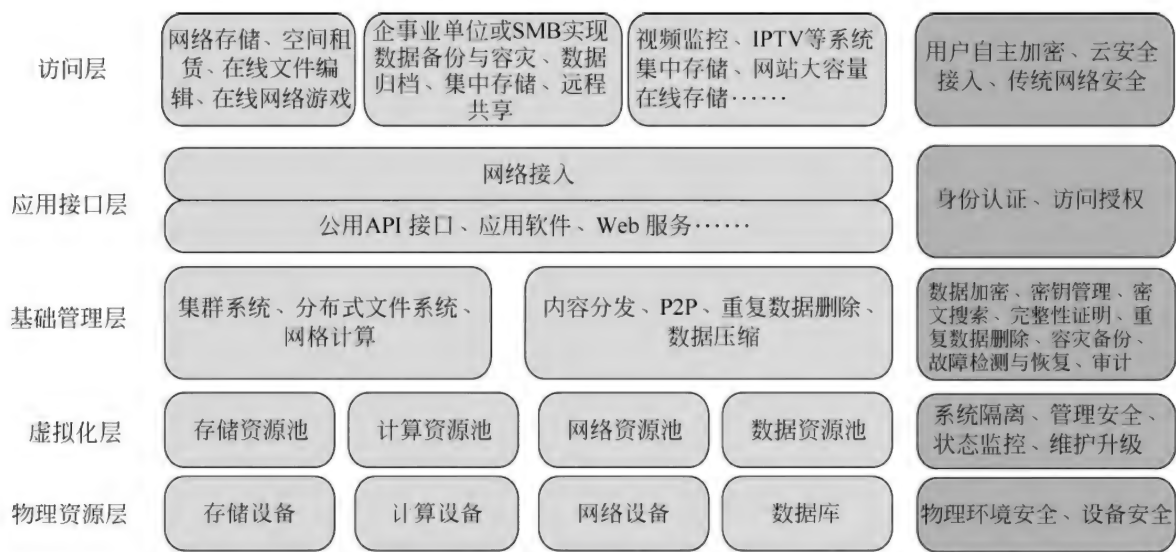 访问层
网络存储、空间租
赁、在线文件编
辑、在线网络游戏
企事业单位或SMB实现
数据备份与容灾、数据
归档、集中存储、远程
共享
视频监控、IPTV等系统
集中存储、网站大容量
在线存储……
用户自主加密、云安全
接入、传统网络安全
应用接口层
网络接入
公用API 接口、应用软件、Web 服务……
身份认证、访问授权
基础管理层
集群系统、分布式文件系统、
网格计算
内容分发、P2P、重复数据删除、
数据压缩
数据加密、密钥管理、密
文搜索、完整性证明、重
复数据删除、容灾备份、
故障检测与恢复、审计
虚拟化层
存储资源池
计算资源池
网络资源池
数据资源池
系统隔离、管理安全、
状态监控、维护升级
物理资源层
存储设备
计算设备
网络设备
数据库
物理环境安全、设备安全